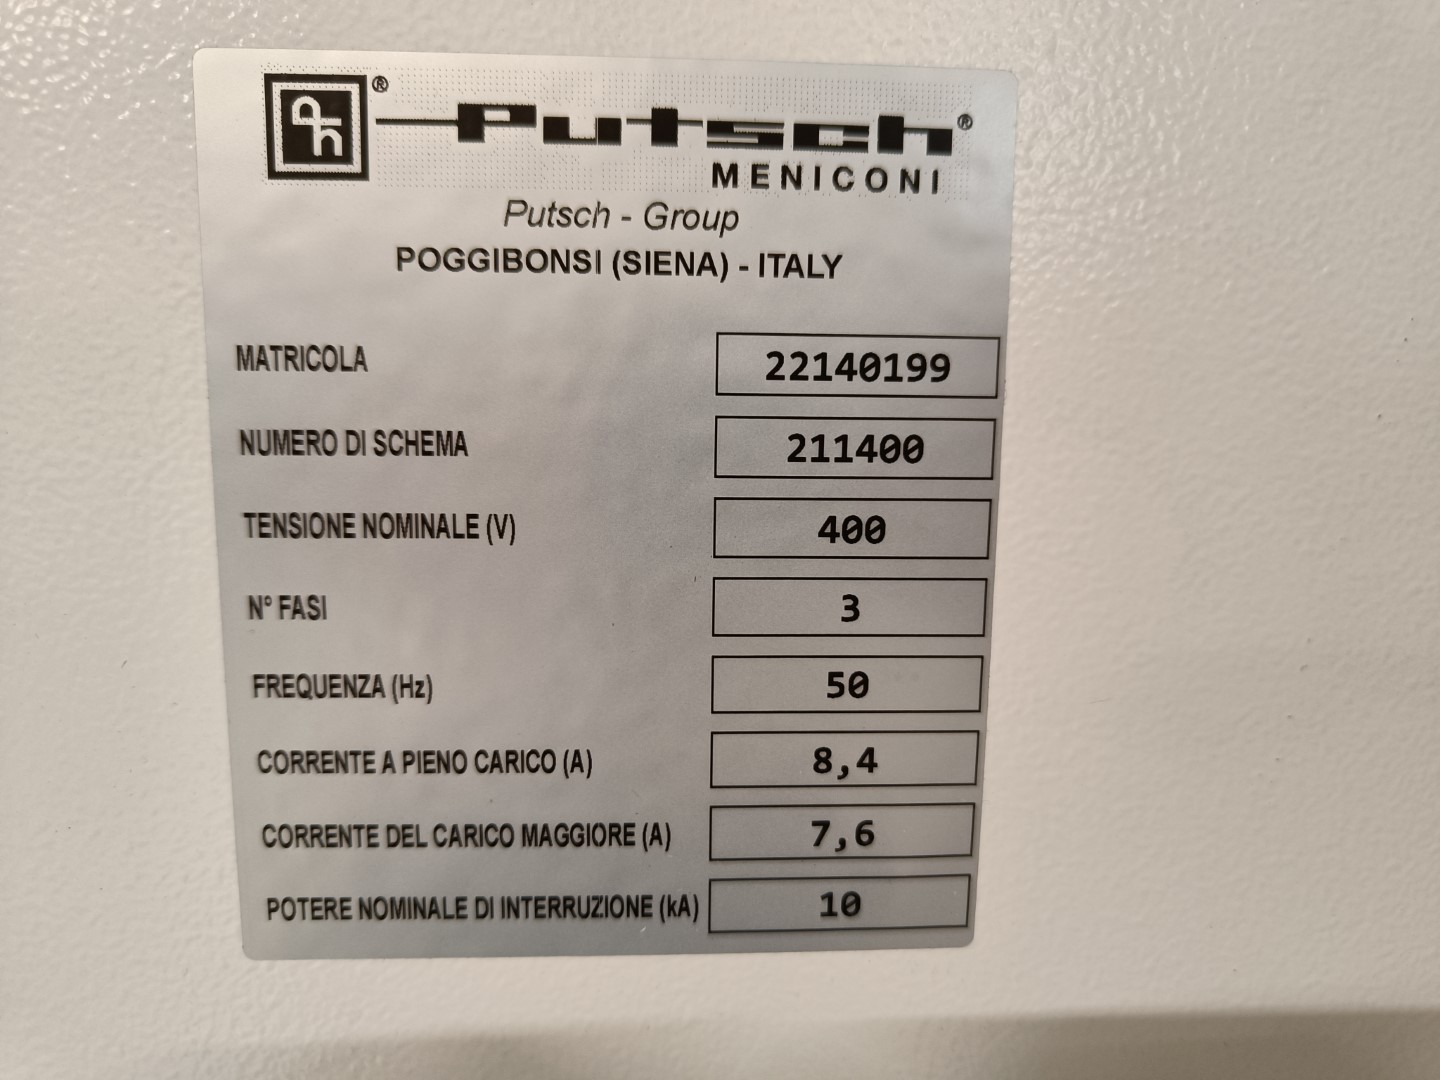 Putsch®
MENICONI
Putsch - Group
POGGIBONSI (SIENA) - ITALY
MATRICOLA 22140199
NUMERO DI SCHEMA 211400
TENSIONE NOMINALE (V) 400
N° FASI 3
FREQUENZA (Hz) 50
CORRENTE A PIENO CARICO (A) 8,4
CORRENTE DEL CARICO MAGGIORE (A) 7,6
POTERE NOMINALE DI INTERRUZIONE (kA) 10